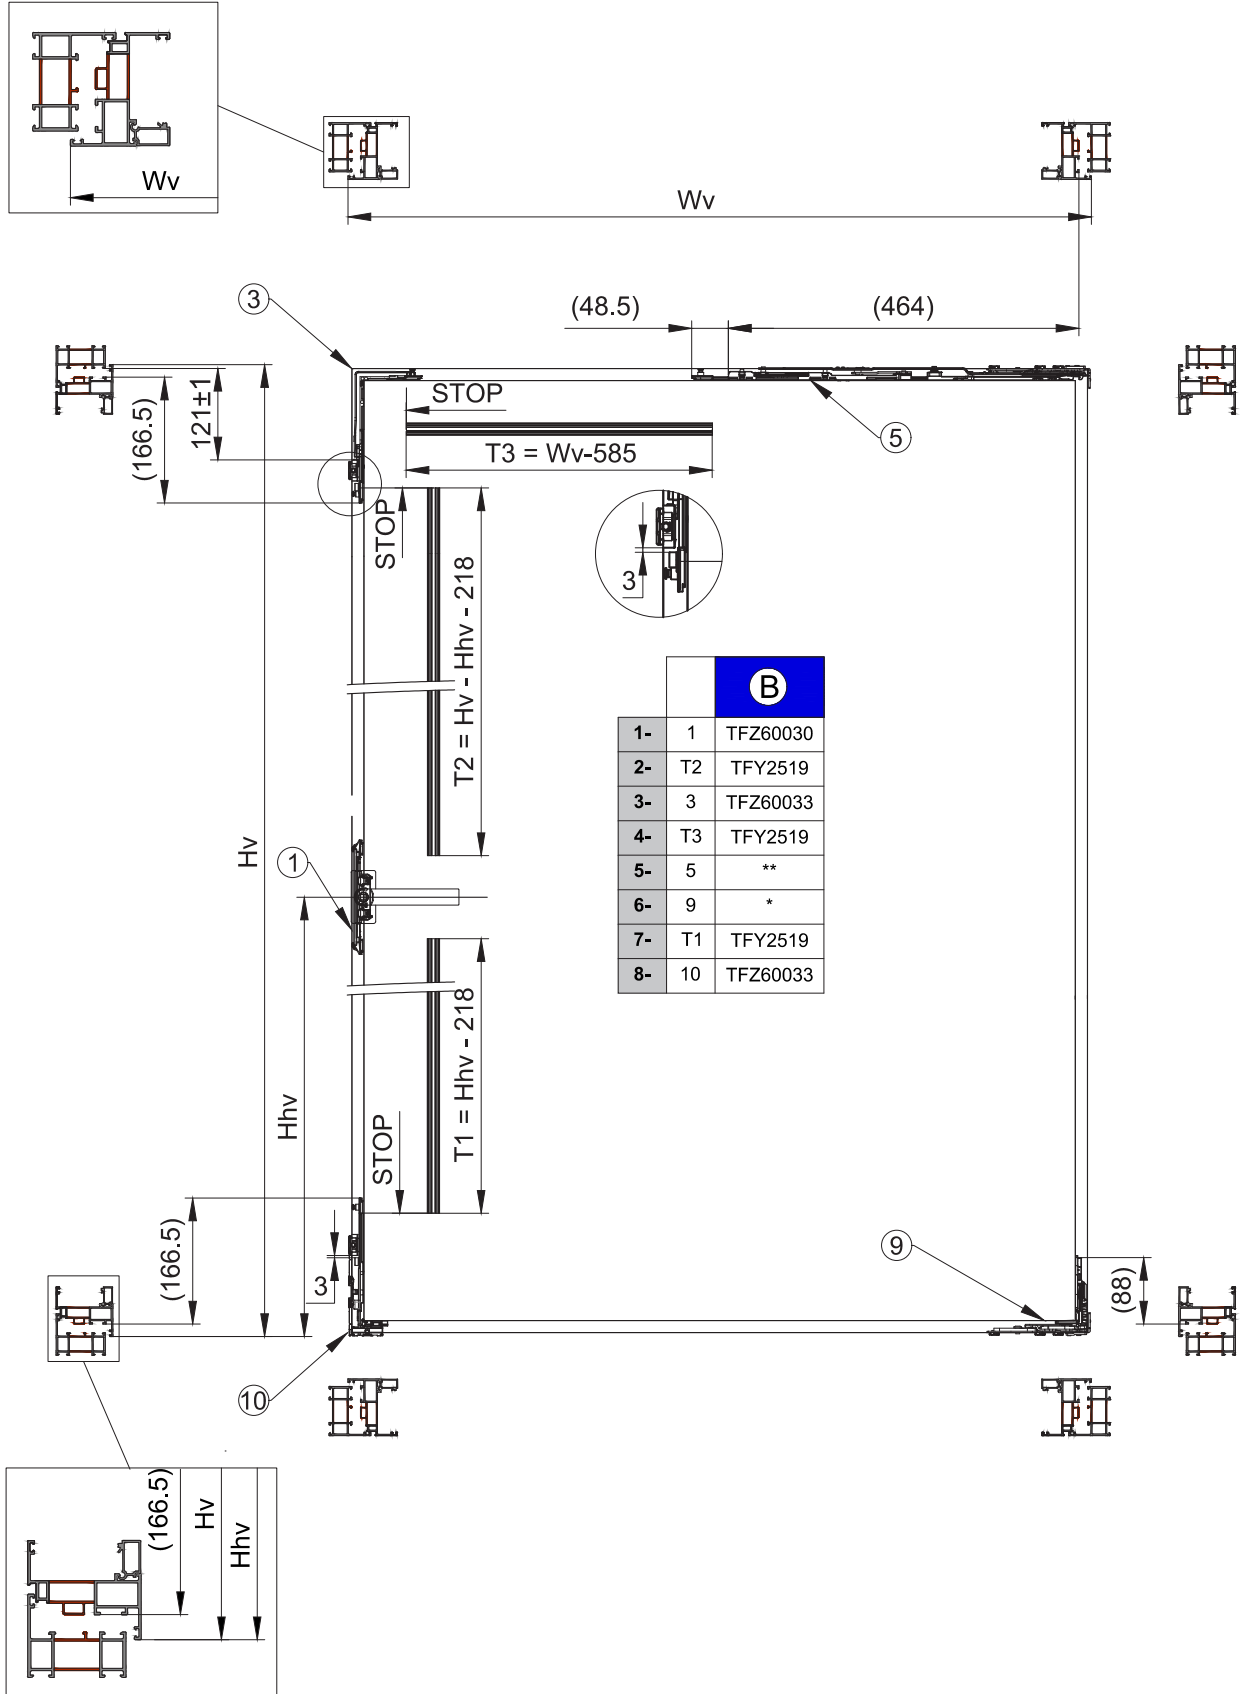 Wv
Wv
3
(48.5)
(464)
STOP
5
121±1
(166.5)
T3 = Wv-585
STOP
T2 = Hv - Hhv - 218
3
B
1- 1 TFZ60030
2- T2 TFY2519
3- 3 TFZ60033
4- T3 TFY2519
5- 5 **
6- 9 *
7- T1 TFY2519
8- 10 TFZ60033
Hv
1
Hhv
STOP
T1 = Hhv - 218
(166.5)
3
9
(88)
10
(166.5)
Hv
Hhv